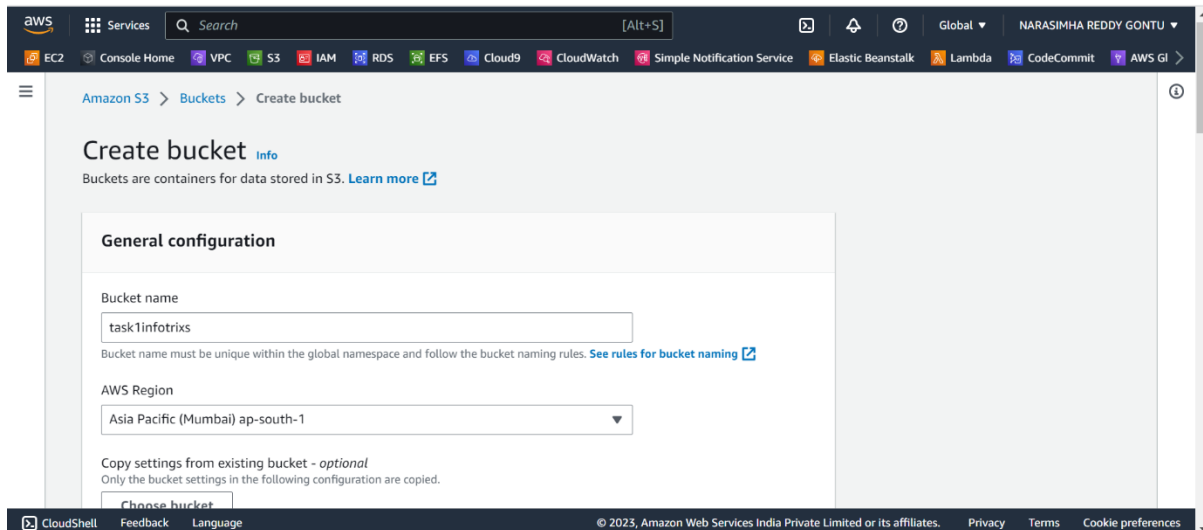 aws Services Search [Alt+S] Global NARASIMHA REDDY GONTU
EC2 Console Home VPC S3 IAM RDS EFS Cloud9 CloudWatch Simple Notification Service Elastic Beanstalk Lambda CodeCommit AWS Gl
Amazon S3 > Buckets > Create bucket
Create bucket Info
Buckets are containers for data stored in S3. Learn more
General configuration
Bucket name
task1infotrixs
Bucket name must be unique within the global namespace and follow the bucket naming rules. See rules for bucket naming
AWS Region
Asia Pacific (Mumbai) ap-south-1
Copy settings from existing bucket - optional
Only the bucket settings in the following configuration are copied.
Choose bucket
CloudShell Feedback Language © 2023, Amazon Web Services India Private Limited or its affiliates. Privacy Terms Cookie preferences